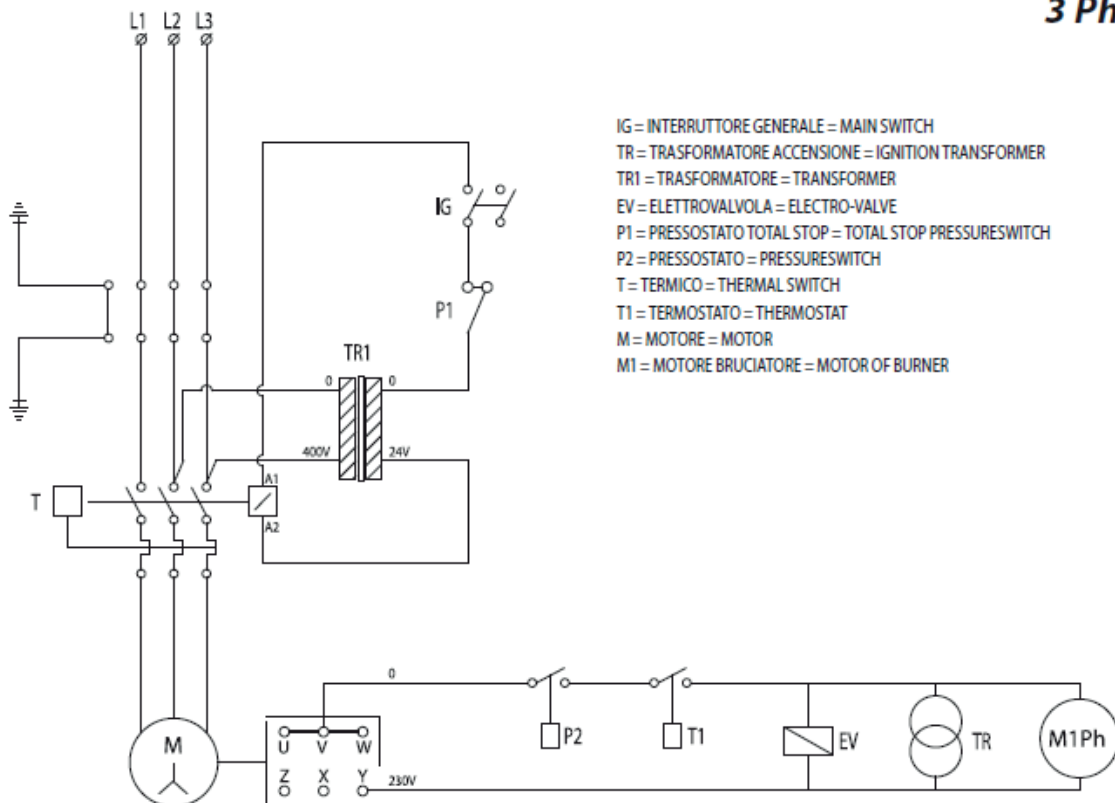 3 Ph
L1 L2 L3
IG = INTERRUTTORE GENERALE = MAIN SWITCH
TR = TRASFORMATORE ACCENSIONE = IGNITION TRANSFORMER
TR1 = TRASFORMATORE = TRANSFORMER
EV = ELETTROVALVOLA = ELECTRO-VALVE
P1 = PRESSOSTATO TOTAL STOP = TOTAL STOP PRESSURESWITCH
P2 = PRESSOSTATO = PRESSURESWITCH
T = TERMICO = THERMAL SWITCH
T1 = TERMOSTATO = THERMOSTAT
M = MOTORE = MOTOR
M1 = MOTORE BRUCIATORE = MOTOR OF BURNER
IG
P1
TR1
0 0
400V 24V
A1
T
A2
0
P2 T1 EV TR M1Ph
M
U V W
Z X Y 230V